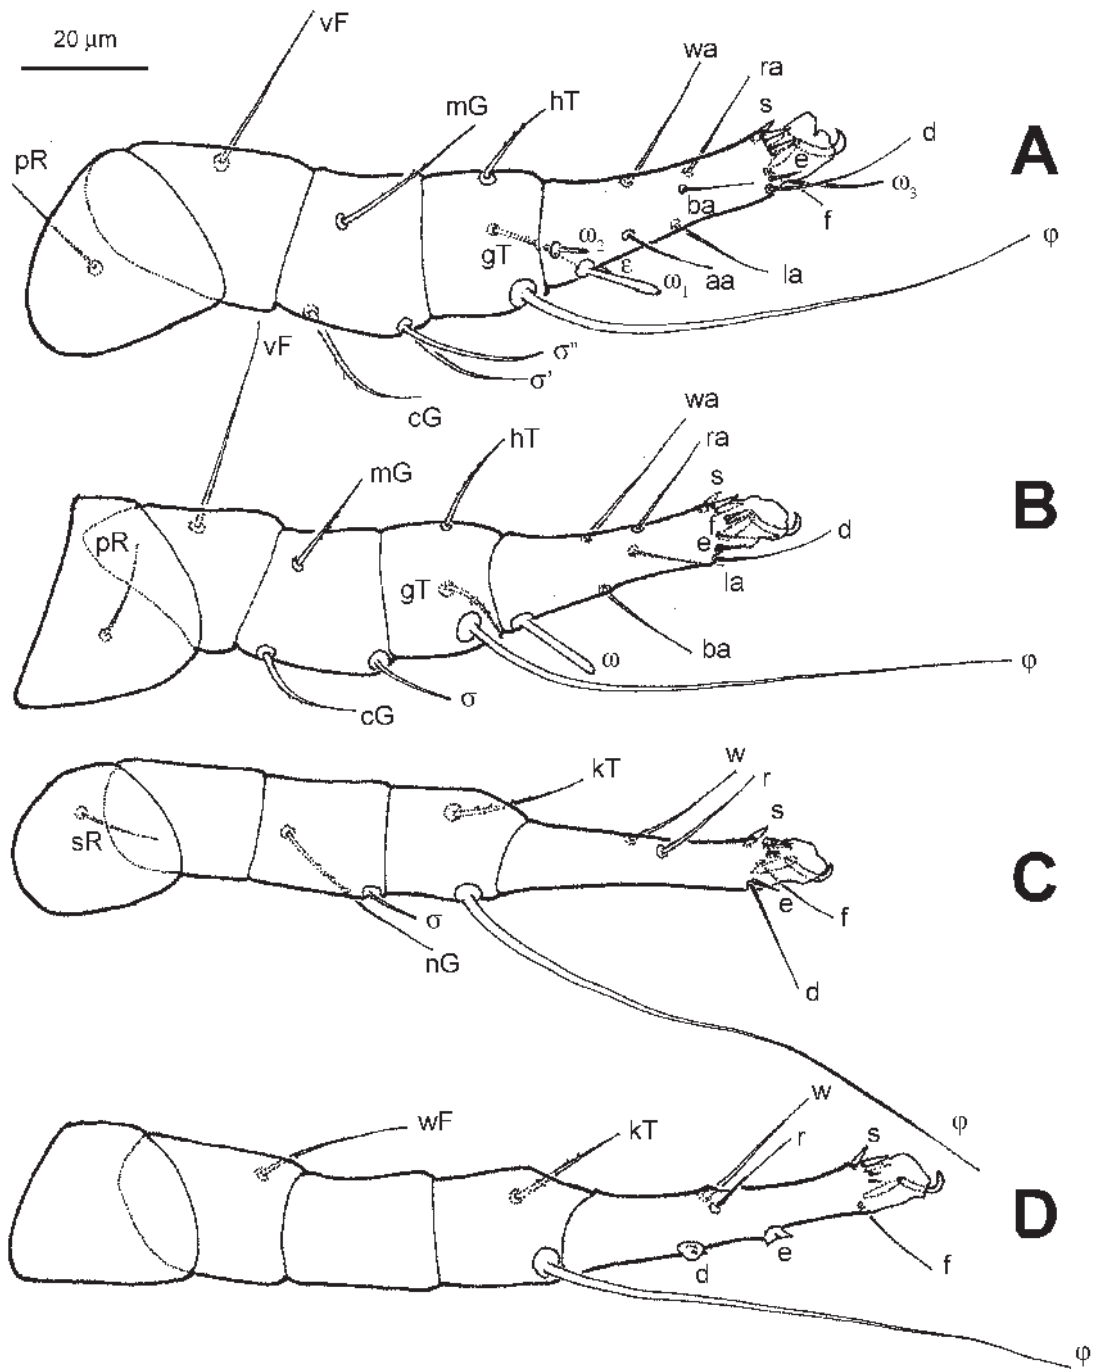 20 µm
vF
wa
ra
mG
hT
s
A
d
pR
e
ba
ω3
f
gT
ω2
φ
ε
ω1
aa
la
vF
σ"
σ'
cG
wa
hT
ra
mG
s
B
f
d
pR
e
gT
la
ba
ω
φ
σ
cG
kT
w
r
s
sR
C
e
f
σ
nG
d
w
φ
wF
kT
r
s
D
e
d
f
φ